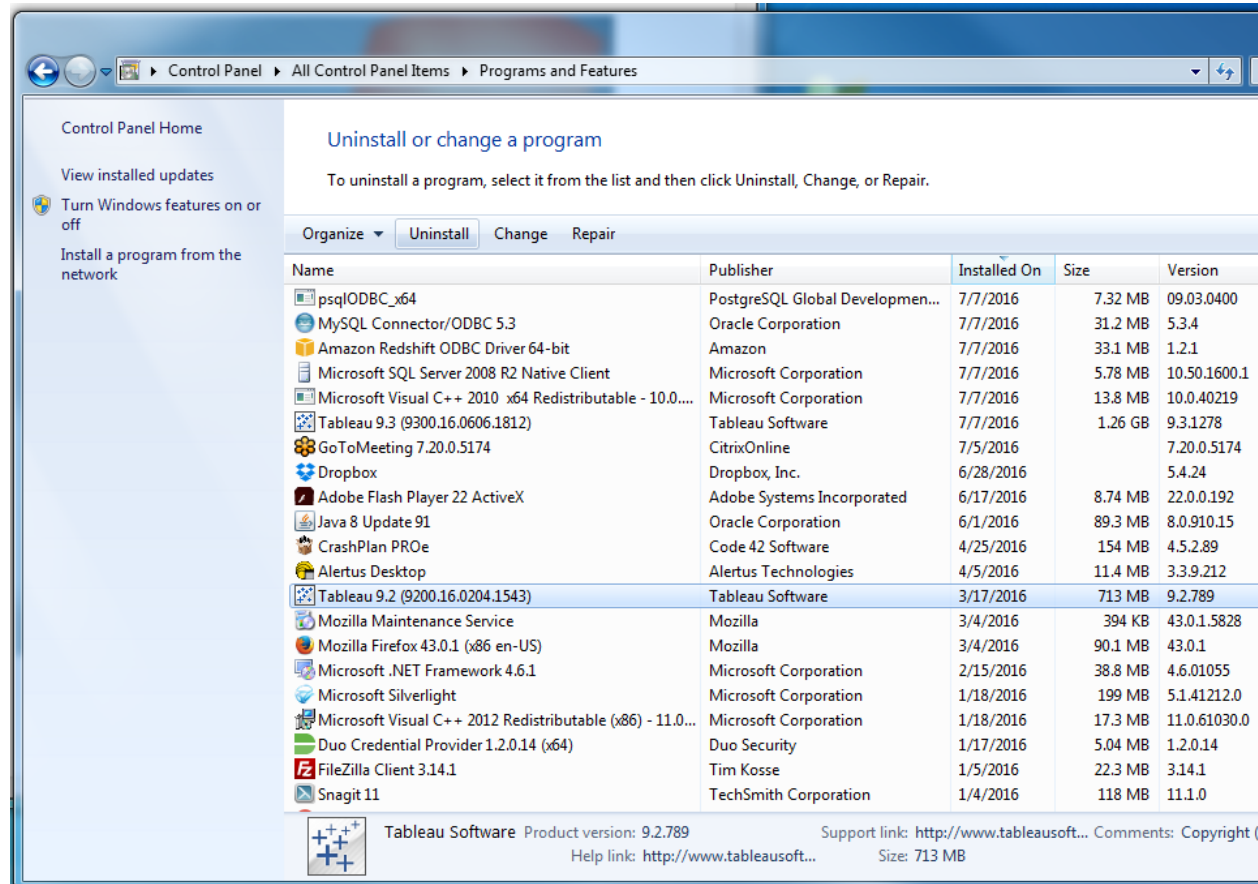 Control Panel ▸ All Control Panel Items ▸ Programs and Features
Control Panel Home
View installed updates
Turn Windows features on or
off
Install a program from the
network
Uninstall or change a program
To uninstall a program, select it from the list and then click Uninstall, Change, or Repair.
Organize Uninstall Change Repair
Name Publisher Installed On Size Version
psqlODBC_x64 PostgreSQL Global Developmen... 7/7/2016 7.32 MB 09.03.0400
MySQL Connector/ODBC 5.3 Oracle Corporation 7/7/2016 31.2 MB 5.3.4
Amazon Redshift ODBC Driver 64-bit Amazon 7/7/2016 33.1 MB 1.2.1
Microsoft SQL Server 2008 R2 Native Client Microsoft Corporation 7/7/2016 5.78 MB 10.50.1600.1
Microsoft Visual C++ 2010 x64 Redistributable - 10.0.... Microsoft Corporation 7/7/2016 13.8 MB 10.0.40219
Tableau 9.3 (9300.16.0606.1812) Tableau Software 7/7/2016 1.26 GB 9.3.1278
GoToMeeting 7.20.0.5174 CitrixOnline 7/5/2016 7.20.0.5174
Dropbox Dropbox, Inc. 6/28/2016 5.4.24
Adobe Flash Player 22 ActiveX Adobe Systems Incorporated 6/17/2016 8.74 MB 22.0.0.192
Java 8 Update 91 Oracle Corporation 6/1/2016 89.3 MB 8.0.910.15
CrashPlan PROe Code 42 Software 4/25/2016 154 MB 4.5.2.89
Alertus Desktop Alertus Technologies 4/5/2016 11.4 MB 3.3.9.212
Tableau 9.2 (9200.16.0204.1543) Tableau Software 3/17/2016 713 MB 9.2.789
Mozilla Maintenance Service Mozilla 3/4/2016 394 KB 43.0.1.5828
Mozilla Firefox 43.0.1 (x86 en-US) Mozilla 3/4/2016 90.1 MB 43.0.1
Microsoft .NET Framework 4.6.1 Microsoft Corporation 2/15/2016 38.8 MB 4.6.01055
Microsoft Silverlight Microsoft Corporation 1/18/2016 199 MB 5.1.41212.0
Microsoft Visual C++ 2012 Redistributable (x86) - 11.0... Microsoft Corporation 1/18/2016 17.3 MB 11.0.61030.0
Duo Credential Provider 1.2.0.14 (x64) Duo Security 1/17/2016 5.04 MB 1.2.0.14
FileZilla Client 3.14.1 Tim Kosse 1/5/2016 22.3 MB 3.14.1
Snagit 11 TechSmith Corporation 1/4/2016 118 MB 11.1.0
Tableau Software Product version: 9.2.789 Support link: http://www.tableausoft... Comments: Copyright (
Help link: http://www.tableausoft... Size: 713 MB